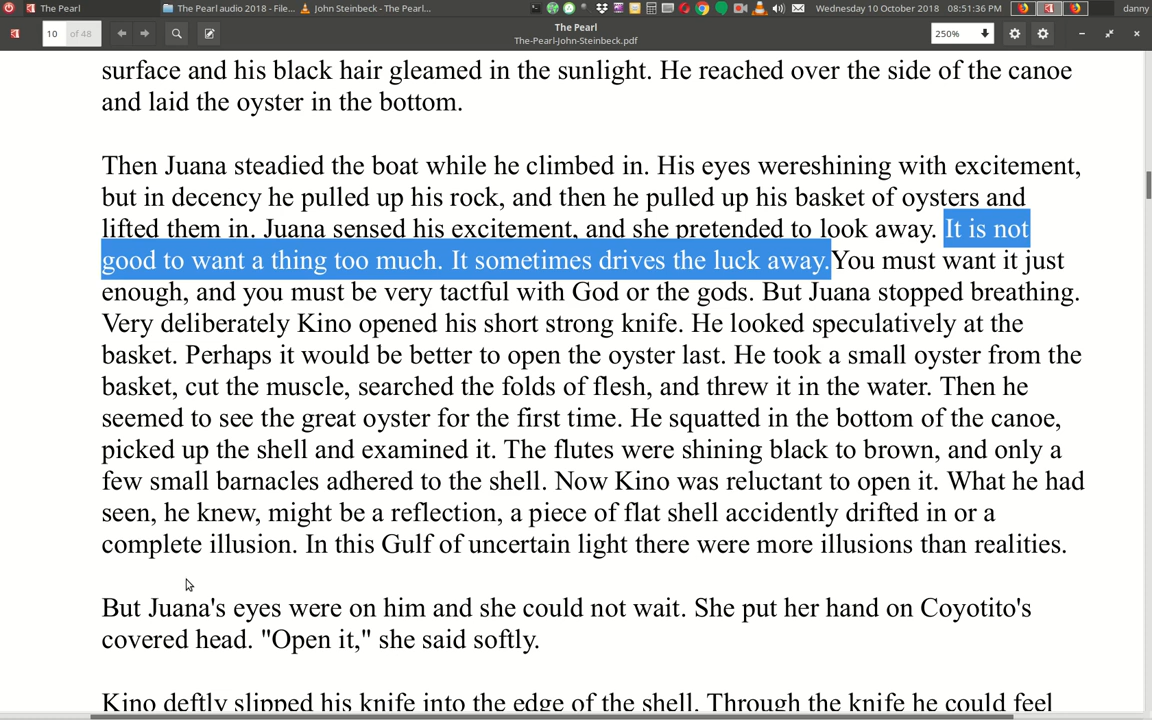 The Pearl
The Pearl audio 2018 - File...
John Steinbeck - The Pearl...
Wednesday 10 October 2018
08:51:36 PM
danny
10 of 48
The Pearl
The-Pearl-John-Steinbeck.pdf
250%
surface and his black hair gleamed in the sunlight. He reached over the side of the canoe
and laid the oyster in the bottom.
Then Juana steadied the boat while he climbed in. His eyes wereshining with excitement,
but in decency he pulled up his rock, and then he pulled up his basket of oysters and
lifted them in. Juana sensed his excitement, and she pretended to look away. It is not
good to want a thing too much. It sometimes drives the luck away.You must want it just
enough, and you must be very tactful with God or the gods. But Juana stopped breathing.
Very deliberately Kino opened his short strong knife. He looked speculatively at the
basket. Perhaps it would be better to open the oyster last. He took a small oyster from the
basket, cut the muscle, searched the folds of flesh, and threw it in the water. Then he
seemed to see the great oyster for the first time. He squatted in the bottom of the canoe,
picked up the shell and examined it. The flutes were shining black to brown, and only a
few small barnacles adhered to the shell. Now Kino was reluctant to open it. What he had
seen, he knew, might be a reflection, a piece of flat shell accidently drifted in or a
complete illusion. In this Gulf of uncertain light there were more illusions than realities.
But Juana's eyes were on him and she could not wait. She put her hand on Coyotito's
covered head. "Open it," she said softly.
Kino deftly slipped his knife into the edge of the shell. Through the knife he could feel